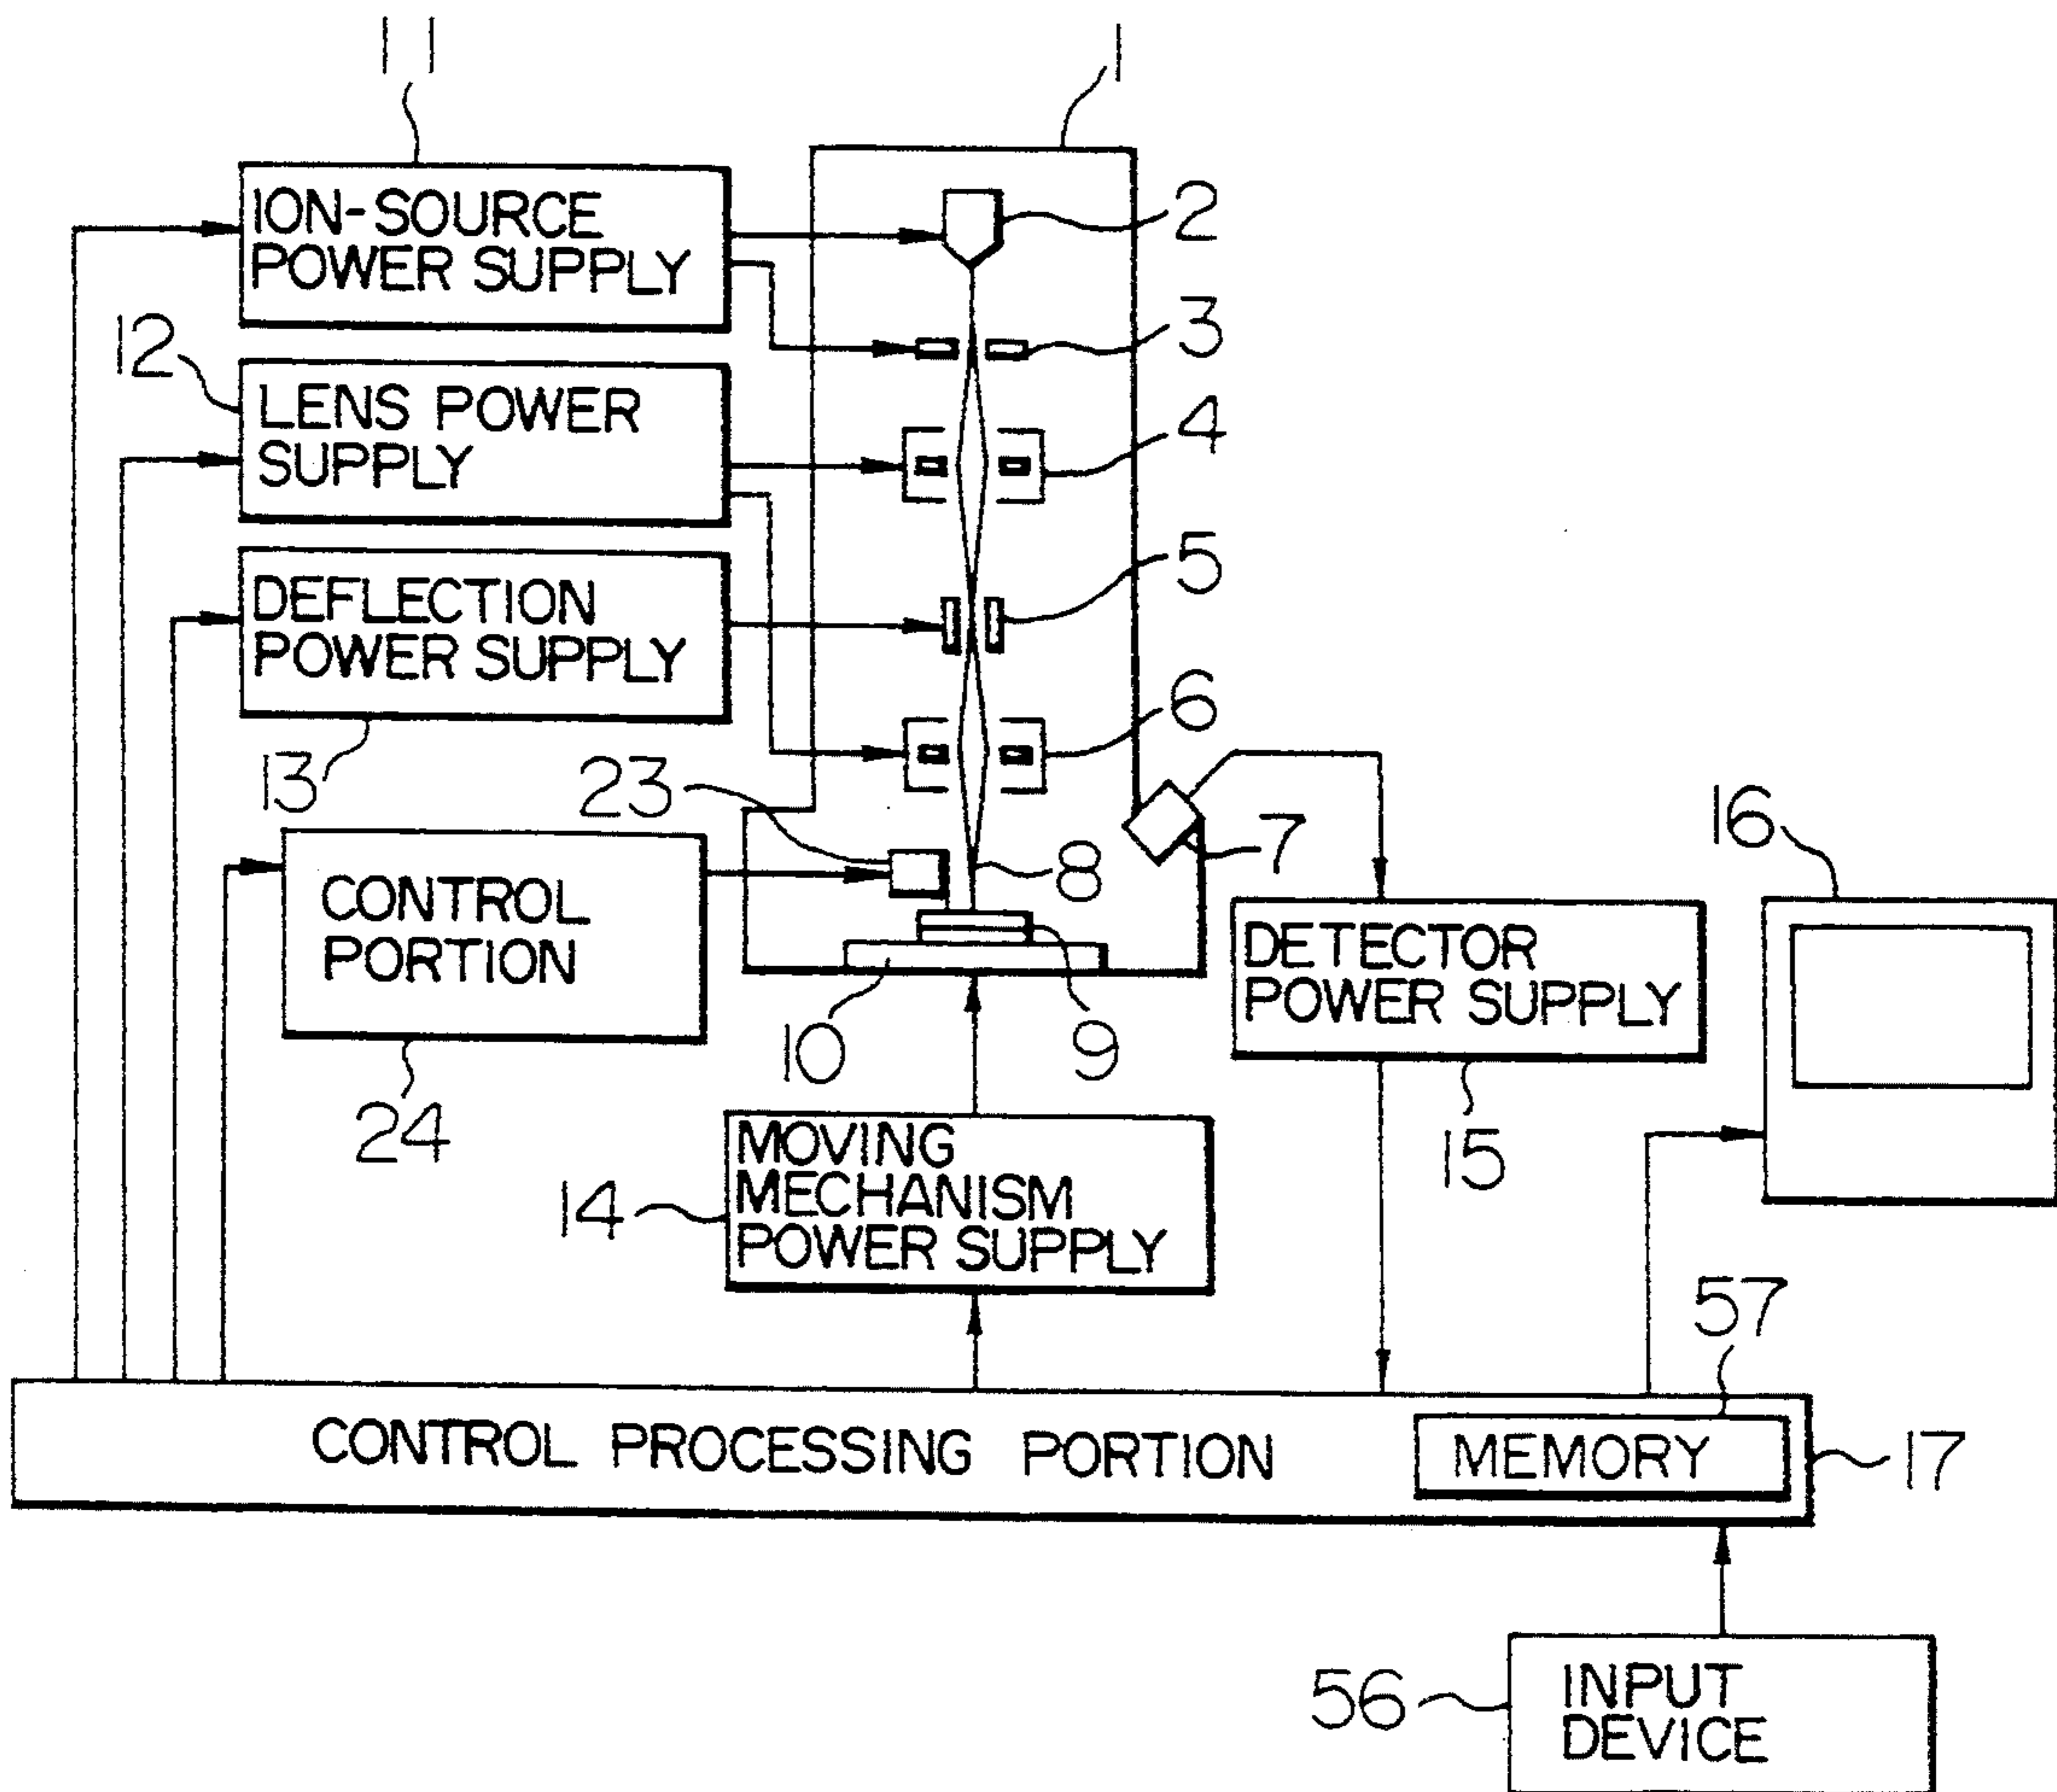 11
1
ION-SOURCE
POWER SUPPLY
2
3
12
LENS POWER
SUPPLY
4
5
DEFLECTION
POWER SUPPLY
6
13
23
7
8
16
CONTROL
PORTION
DETECTOR
POWER SUPPLY
10
9
24
15
MOVING
MECHANISM
POWER SUPPLY
14
57
CONTROL PROCESSING PORTION
MEMORY
17
56
INPUT
DEVICE